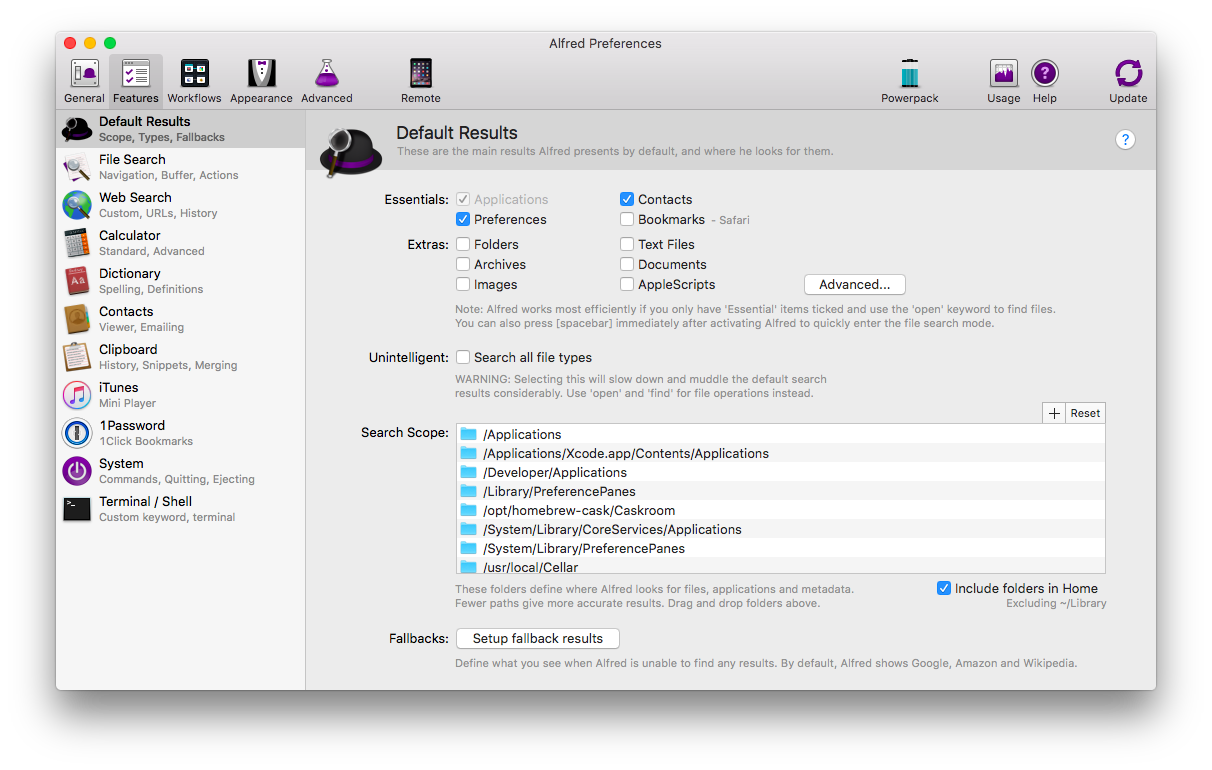 Alfred Preferences
General Features Workflows Appearance Advanced Remote Powerpack Usage Help Update
Default Results
Scope, Types, Fallbacks
File Search
Navigation, Buffer, Actions
Web Search
Custom, URLs, History
Calculator
Standard, Advanced
Dictionary
Spelling, Definitions
Contacts
Viewer, Emailing
Clipboard
History, Snippets, Merging
iTunes
Mini Player
1Password
1Click Bookmarks
System
Commands, Quitting, Ejecting
Terminal / Shell
Custom keyword, terminal
Default Results
These are the main results Alfred presents by default, and where he looks for them.
?
Essentials: Applications Contacts
Preferences Bookmarks - Safari
Extras: Folders Text Files
Archives Documents
Images AppleScripts Advanced...
Note: Alfred works most efficiently if you only have 'Essential' items ticked and use the 'open' keyword to find files.
You can also press [spacebar] immediately after activating Alfred to quickly enter the file search mode.
Unintelligent: Search all file types
WARNING: Selecting this will slow down and muddle the default search
results considerably. Use 'open' and 'find' for file operations instead.
+ Reset
Search Scope: /Applications
/Applications/Xcode.app/Contents/Applications
/Developer/Applications
/Library/PreferencePanes
/opt/homebrew-cask/Caskroom
/System/Library/CoreServices/Applications
/System/Library/PreferencePanes
/usr/local/Cellar
These folders define where Alfred looks for files, applications and metadata.
Fewer paths give more accurate results. Drag and drop folders above.
Include folders in Home
Excluding ~/Library
Fallbacks: Setup fallback results
Define what you see when Alfred is unable to find any results. By default, Alfred shows Google, Amazon and Wikipedia.